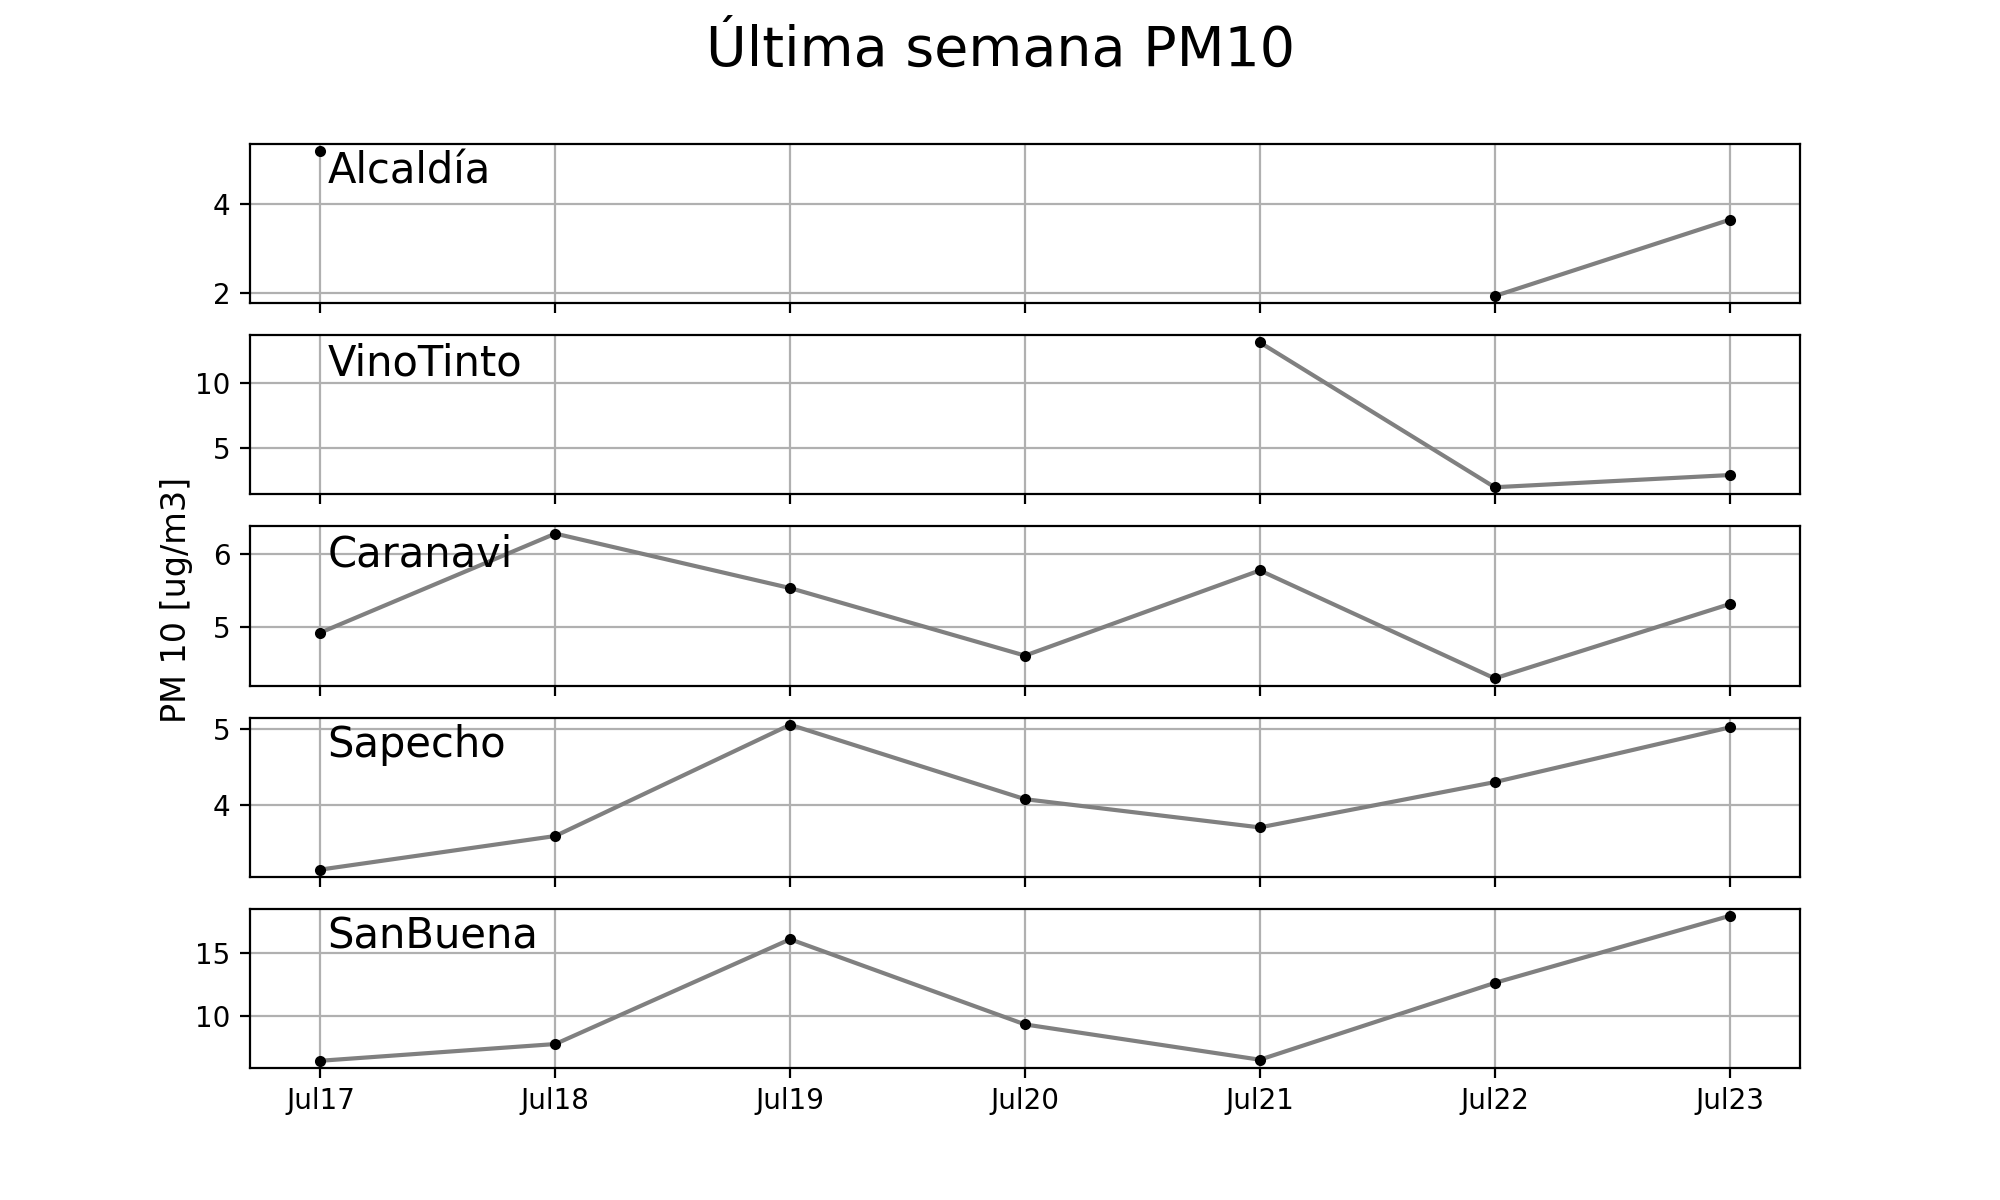 Última semana PM10
PM 10 [ug/m3]
Alcaldía
4
2
VinoTinto
10
5
Caranavi
6
5
Sapecho
5
4
SanBuena
15
10
Jul17 Jul18 Jul19 Jul20 Jul21 Jul22 Jul23